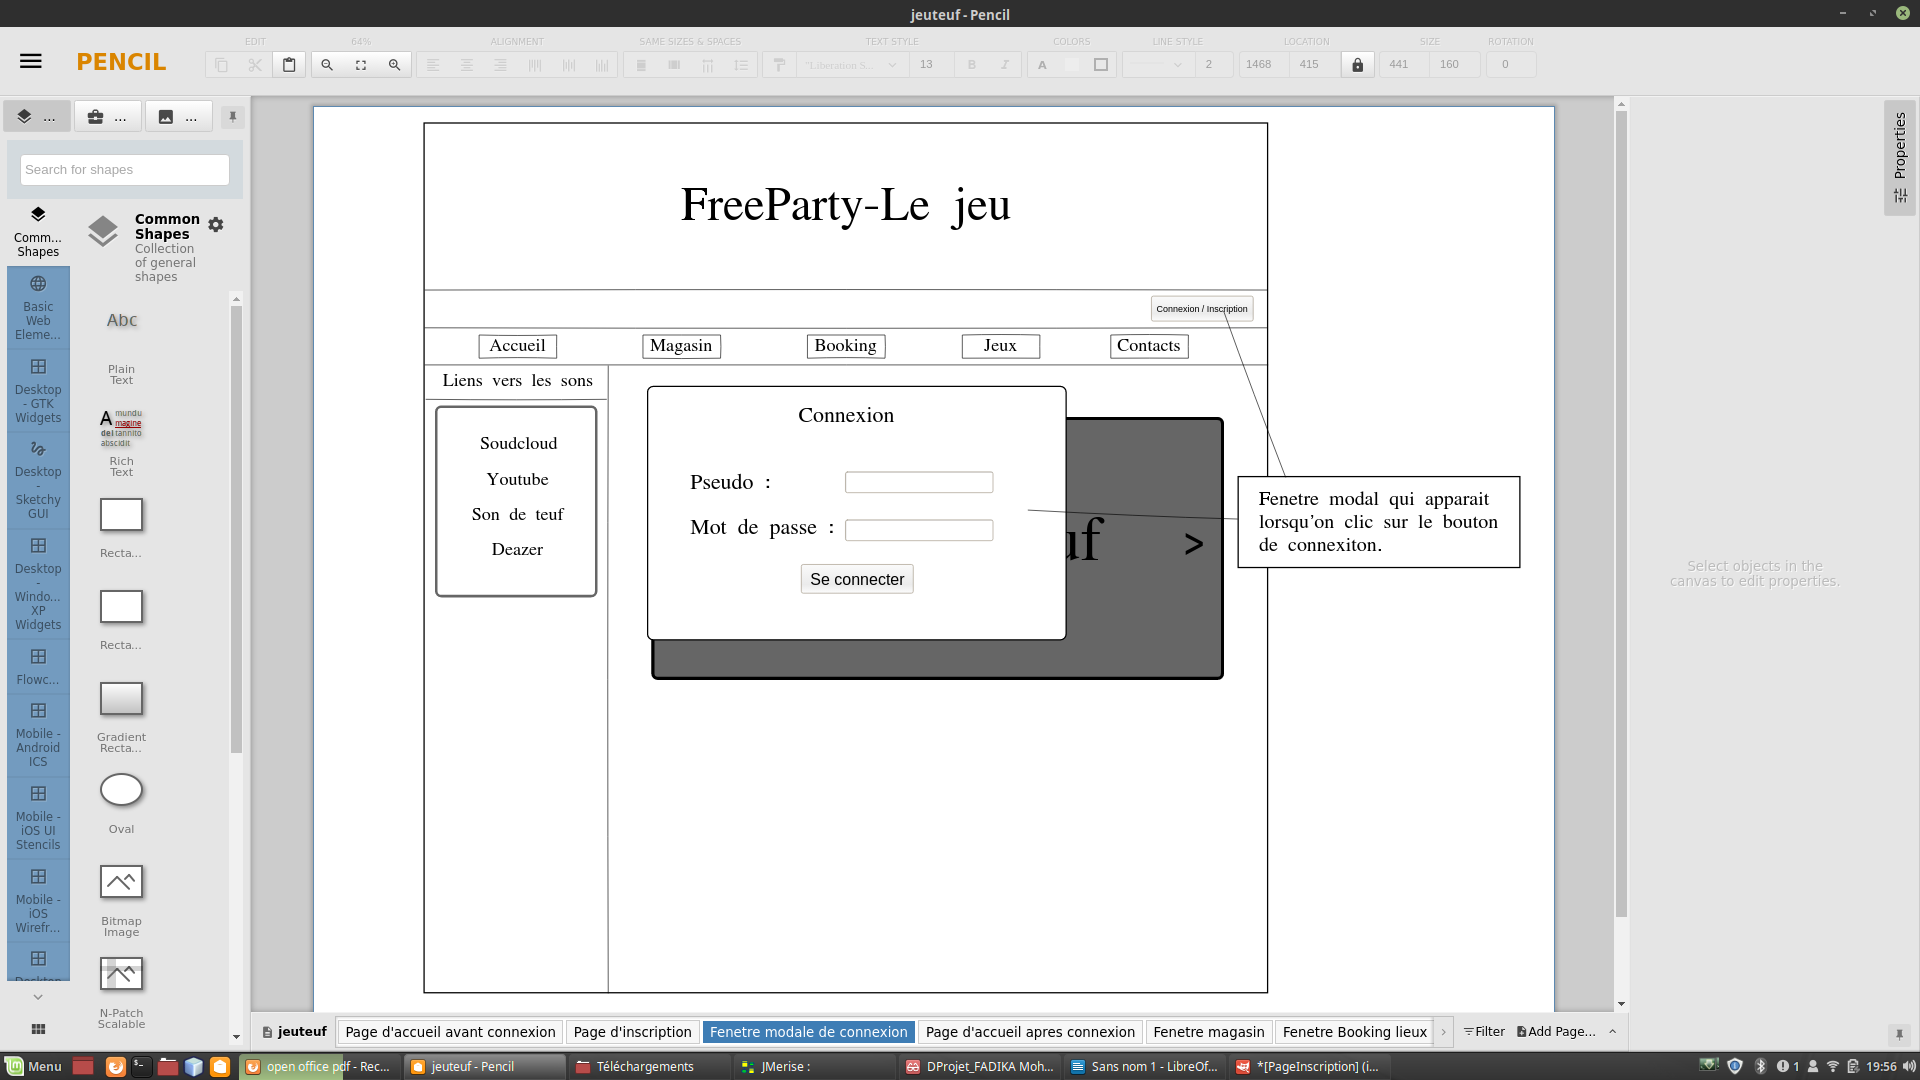 jeuteuf - Pencil
PENCIL
EDIT
64%
ALIGNMENT
SAME SIZES & SPACES
TEXT STYLE
COLORS
LINE STYLE
LOCATION
SIZE
ROTATION
"Liberation S...
13
B
I
A
2
1468
415
441
160
0
...
...
...
Search for shapes
Comm...
Shapes
Basic
Web
Eleme...
Desktop
- GTK
Widgets
Desktop
-
Sketchy
GUI
Desktop
-
Windo...
XP
Widgets
Flowc...
Mobile -
Android
ICS
Mobile -
iOS UI
Stencils
Mobile -
iOS
Wirefr...
Common
Shapes
Collection
of general
shapes
Abc
Plain
Text
A
mundu
magine
del tannito
abscidit
Rich
Text
Recta...
Recta...
Gradient
Recta...
Oval
Bitmap
Image
N-Patch
Scalable
FreeParty-Le jeu
Connexion / Inscription
Accueil
Magasin
Booking
Jeux
Contacts
Liens vers les sons
Soudcloud
Youtube
Son de teuf
Deazer
Connexion
Pseudo :
Mot de passe :
Se connecter
uf
>
Fenetre modal qui apparait
lorsqu'on clic sur le bouton
de connexiton.
Properties
Select objects in the
canvas to edit properties.
jeuteuf
Page d'accueil avant connexion
Page d'inscription
Fenetre modale de connexion
Page d'accueil apres connexion
Fenetre magasin
Fenetre Booking lieux
Filter
Add Page...
Menu
open office pdf - Rec...
jeuteuf - Pencil
Téléchargements
JMerise :
DProjet_FADIKA Moh...
Sans nom 1 - LibreOf...
*[PageInscription] (i...
1
19:56